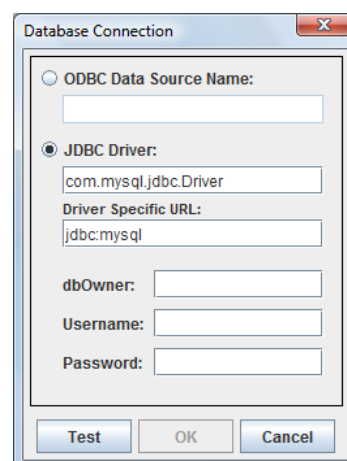 Database Connection
ODBC Data Source Name:
JDBC Driver:
com.mysql.jdbc.Driver
Driver Specific URL:
jdbc:mysql
dbOwner:
Username:
Password:
Test OK Cancel